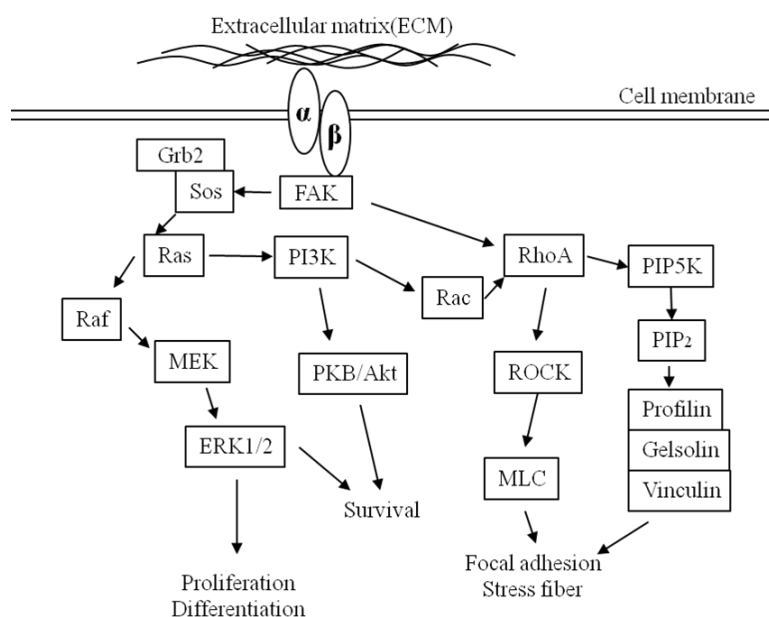 Extracellular matrix(ECM)
Cell membrane
α
β
Grb2
Sos
FAK
Ras
PI3K
RhoA
PIP5K
Rac
Raf
PIP₂
MEK
PKB/Akt
ROCK
Profilin
ERK1/2
Gelsolin
MLC
Vinculin
Survival
Focal adhesion
Stress fiber
Proliferation
Differentiation